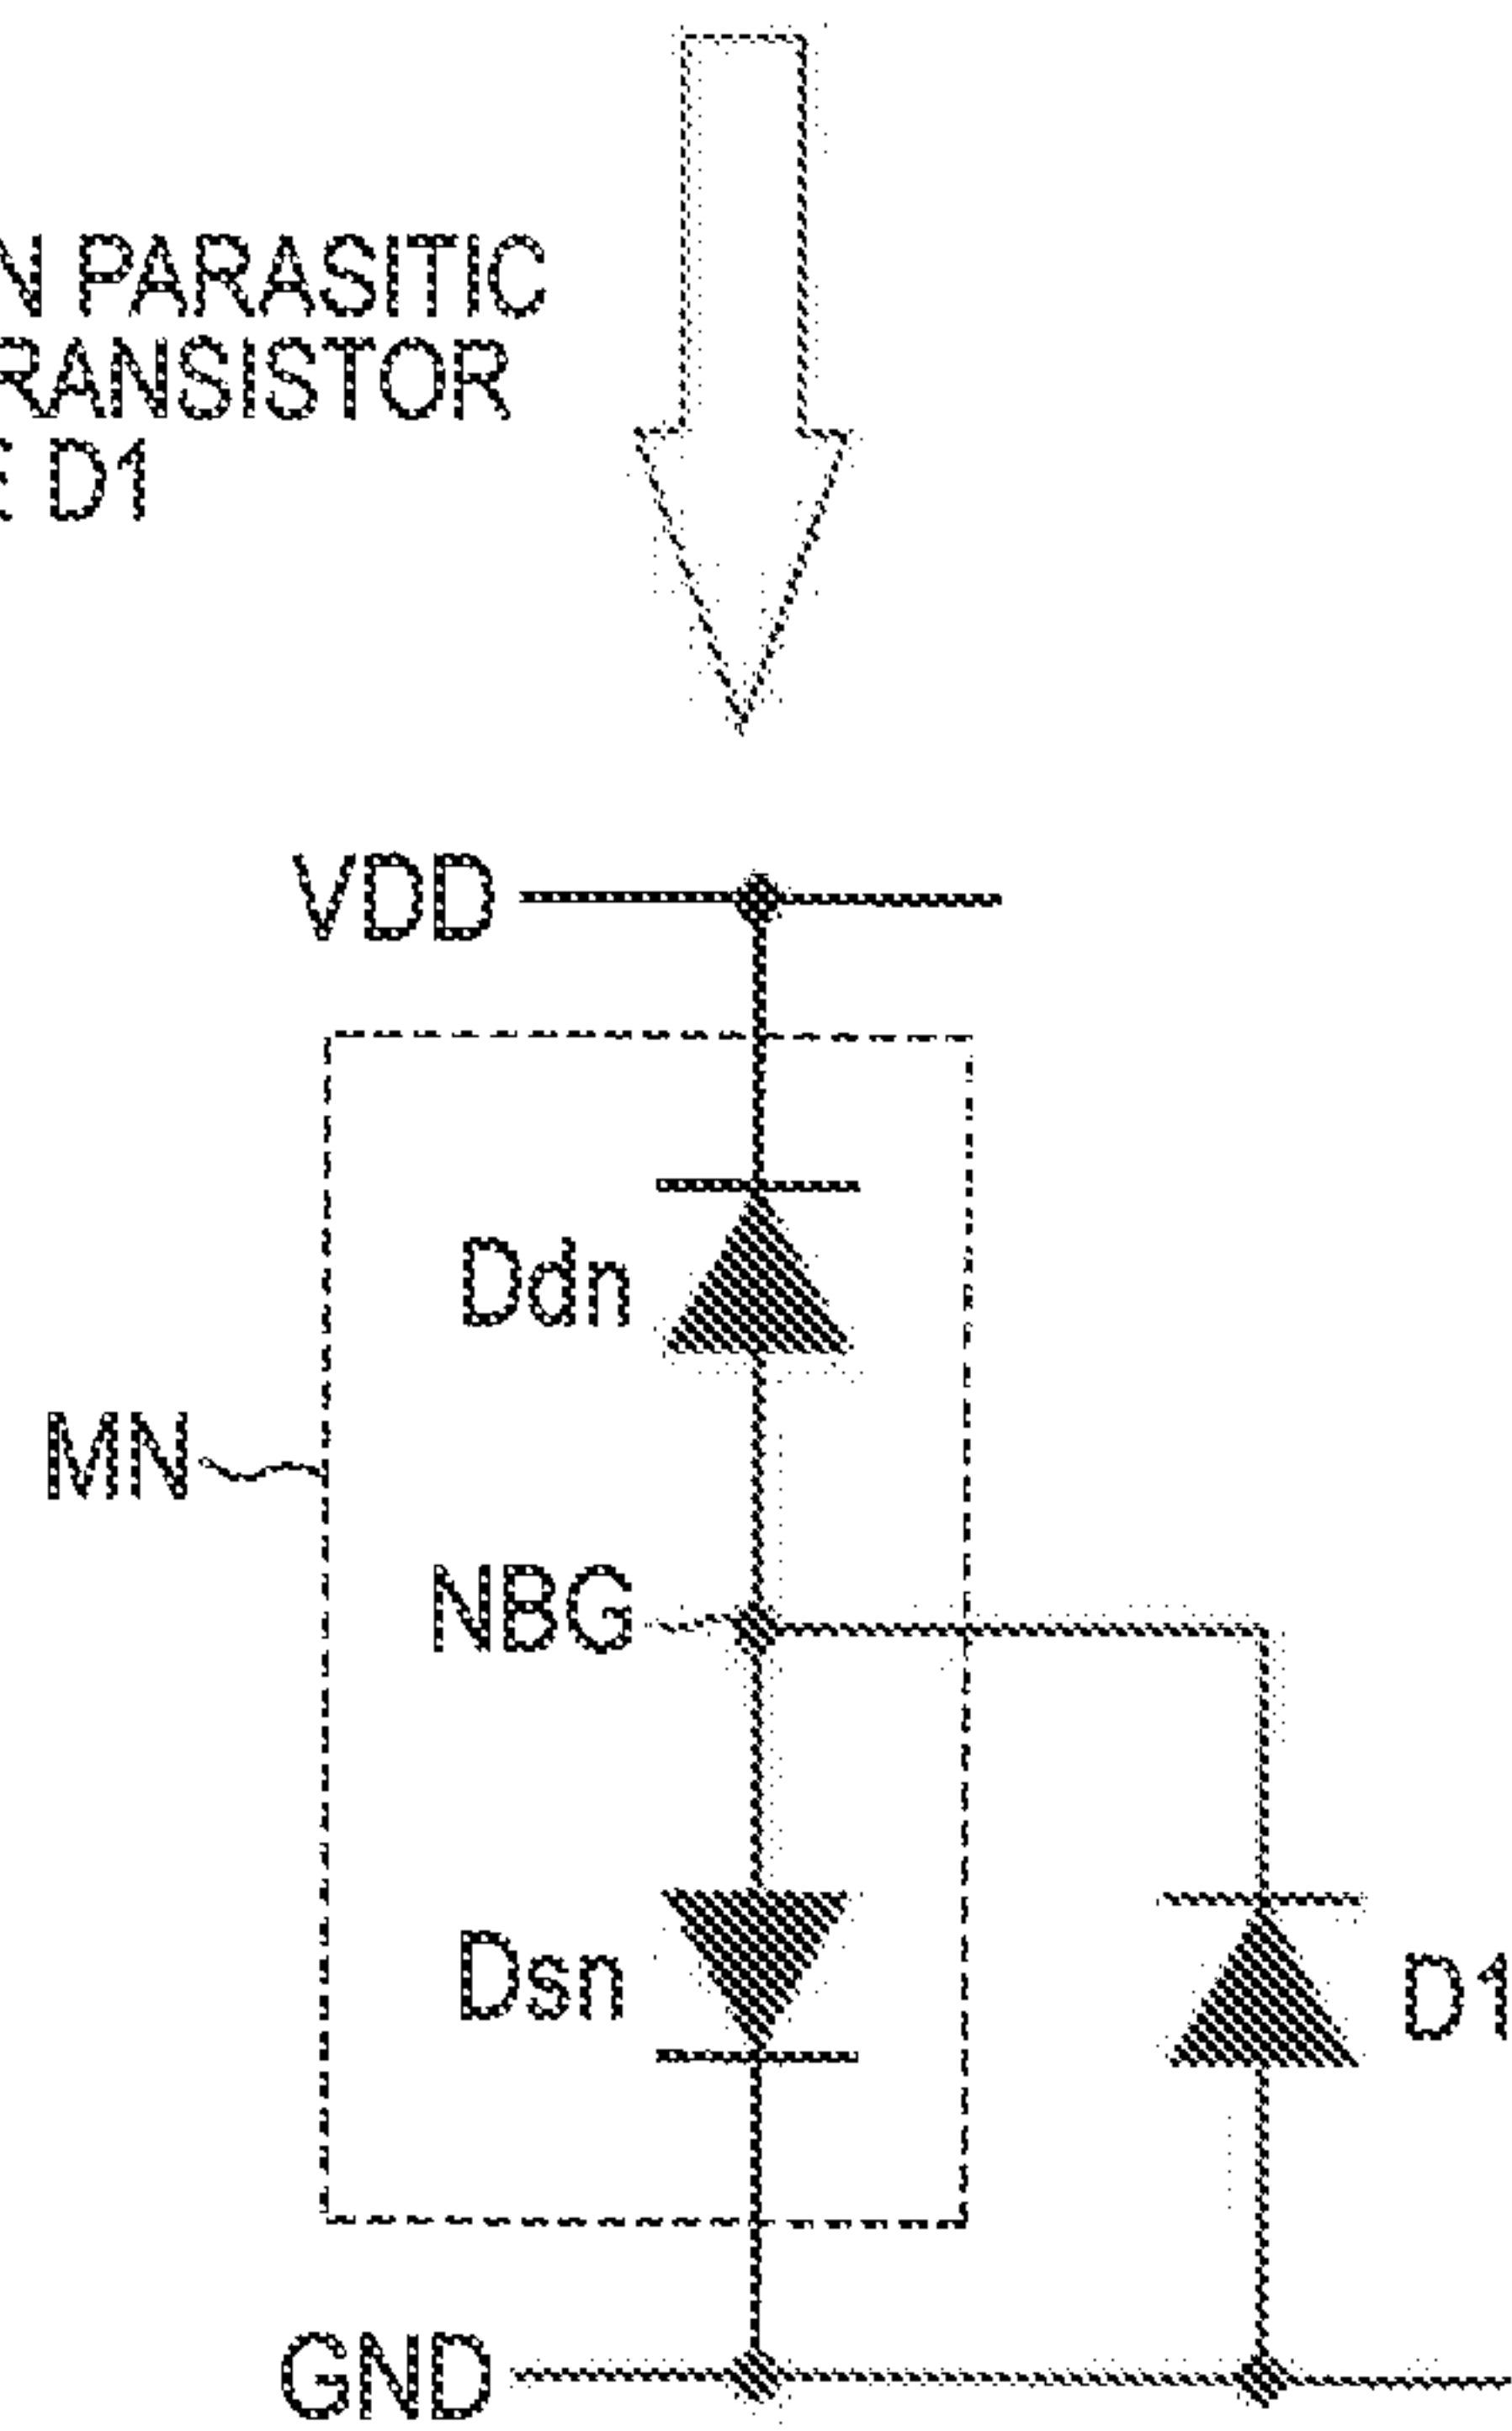 N PARASITIC
RANSISTOR
E D1
VDD
Ddn
MN
NBG
Dsn
D1
GND